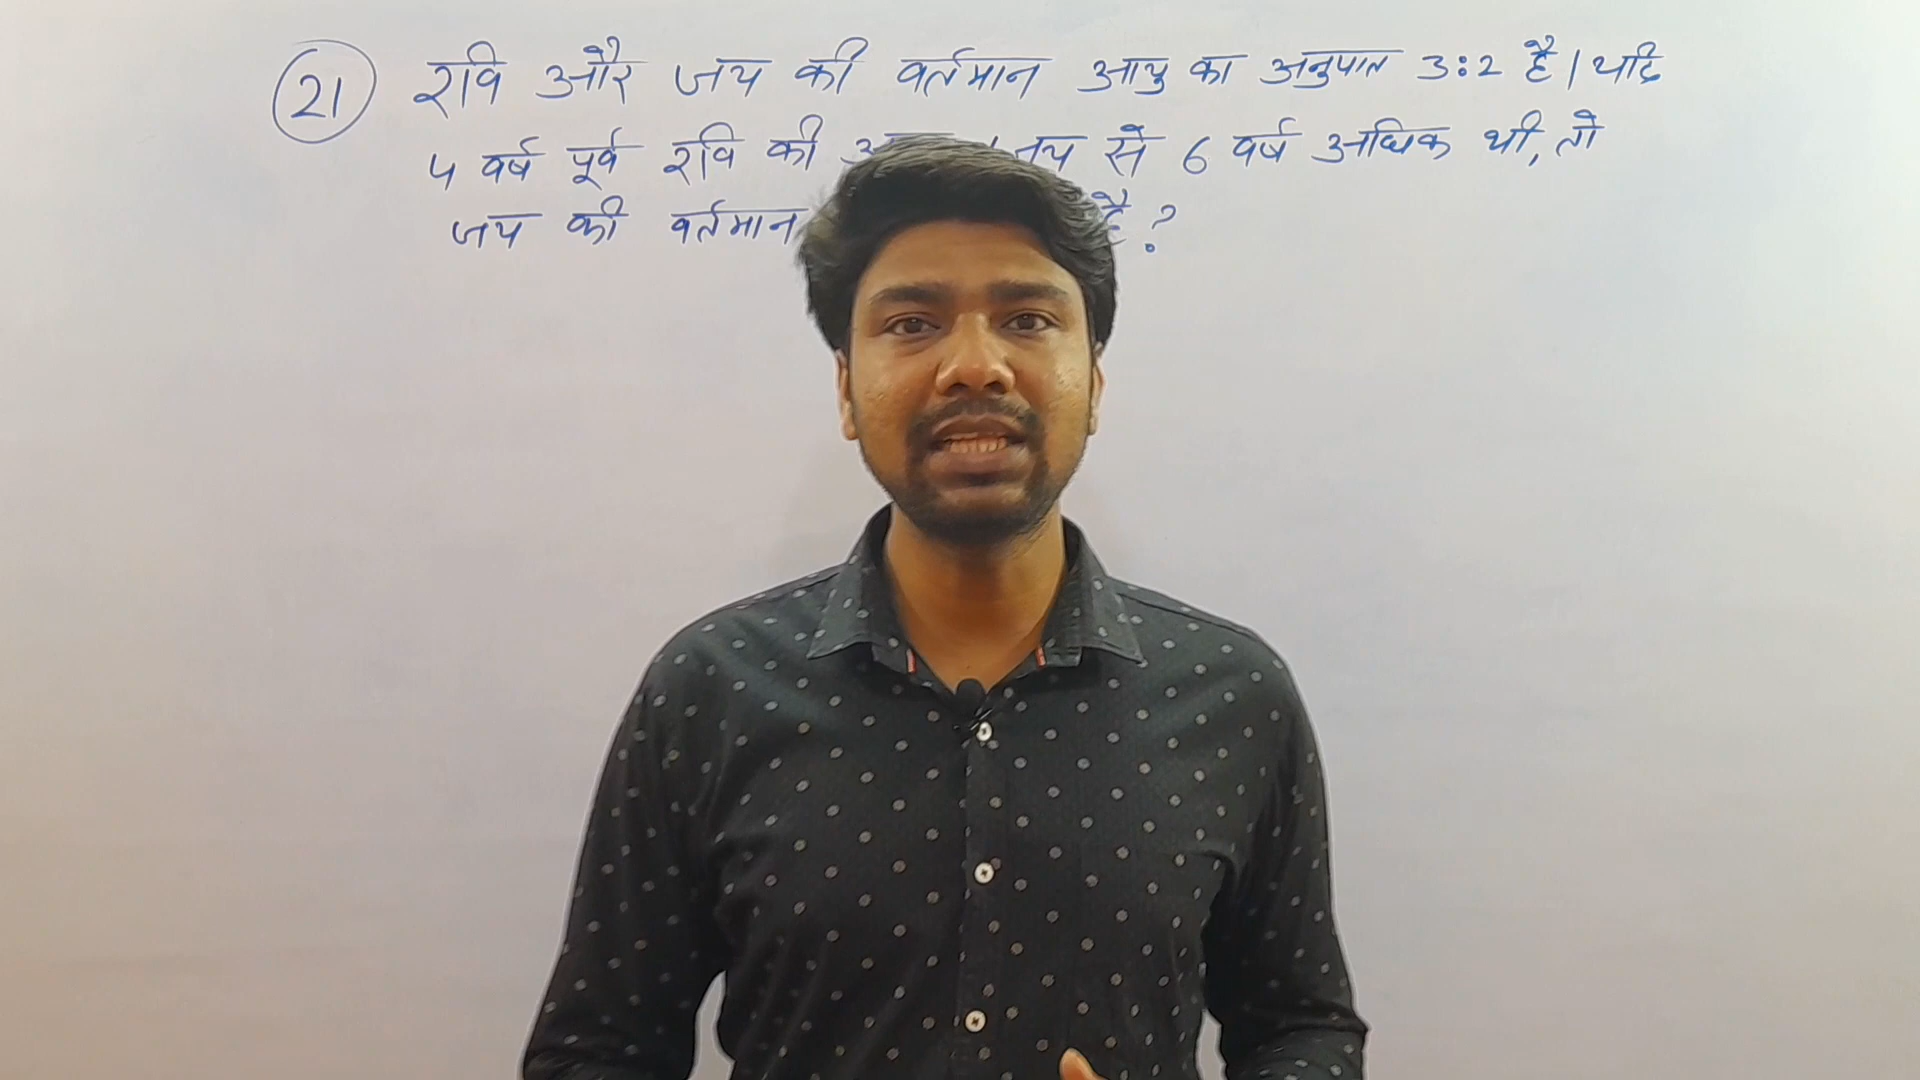 21 रवि और जय की वर्तमान आयु का अनुपात 3:2 है। यदि
4 वर्ष पूर्व रवि की जय से 6 वर्ष अधिक थी, तो
जय की वर्तमान है?